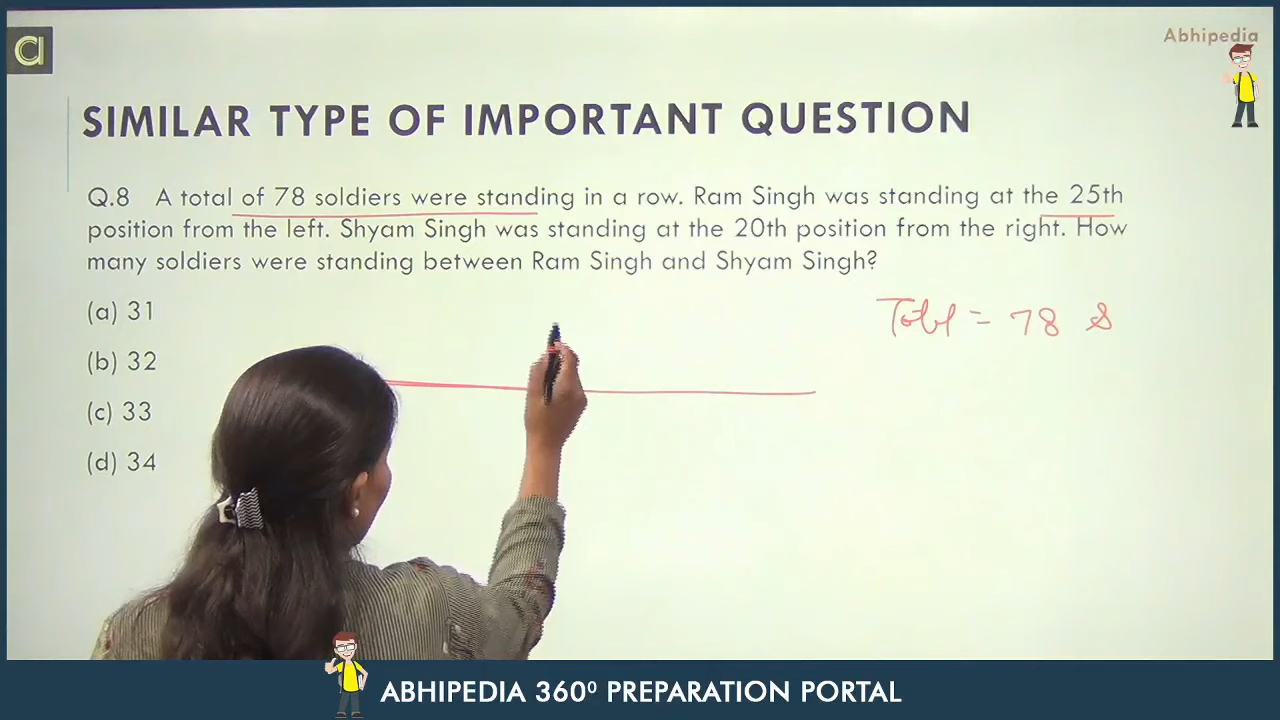 Abhipedia
SIMILAR TYPE OF IMPORTANT QUESTION
Q.8 A total of 78 soldiers were standing in a row. Ram Singh was standing at the 25th
position from the left. Shyam Singh was standing at the 20th position from the right. How
many soldiers were standing between Ram Singh and Shyam Singh?
(a) 31
Total = 78 S
(b) 32
(c) 33
(d) 34
ABHIPEDIA 360⁰ PREPARATION PORTAL